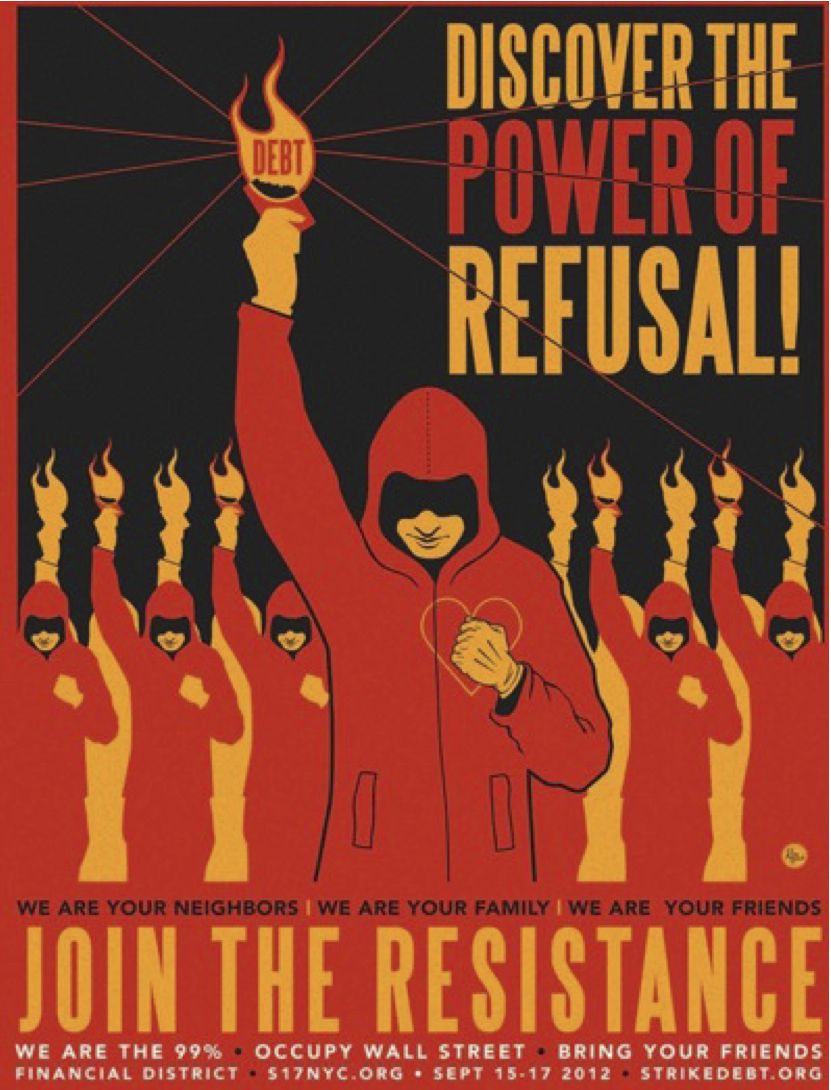 DISCOVER THE
POWER OF
REFUSAL!
DEBT
WE ARE YOUR NEIGHBORS | WE ARE YOUR FAMILY | WE ARE YOUR FRIENDS
JOIN THE RESISTANCE
WE ARE THE 99% • OCCUPY WALL STREET • BRING YOUR FRIENDS
FINANCIAL DISTRICT • S17NYC.ORG • SEPT 15-17 2012 • STRIKEDEBT.ORG